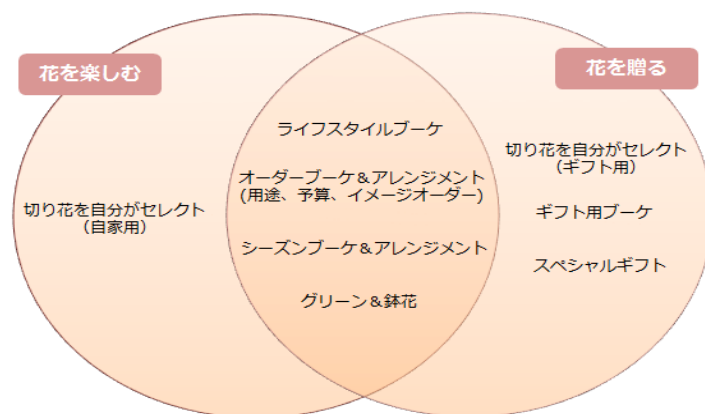 花を楽しむ
花を贈る
切り花を自分がセレクト
（自家用）
ライフスタイルブーケ
オーダーブーケ＆アレンジメント
(用途、予算、イメージオーダー)
シーズンブーケ＆アレンジメント
グリーン＆鉢花
切り花を自分がセレクト
（ギフト用）
ギフト用ブーケ
スペシャルギフト